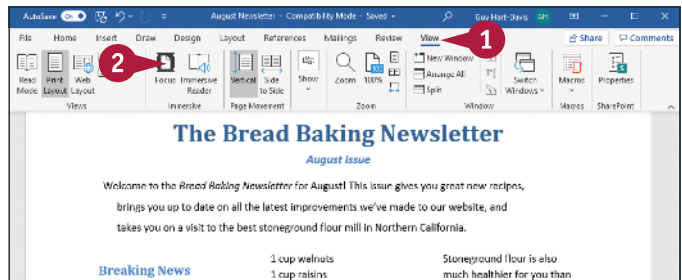 AutoSave On August Newsletter - Compatibility Mode - Saved Guy Hart-Davis GH
File Home Insert Draw Design Layout References Mailings Review View Share Comments
1
2
Read Mode Print Layout Web Layout Focus Immersive Reader Vertical Side to Side Show Zoom 100% New Window Arrange All Split Switch Windows Macros Properties
Views Immersive Page Movement Zoom Window Macros SharePoint
The Bread Baking Newsletter
August Issue
Welcome to the Bread Baking Newsletter for August! This issue gives you great new recipes,
brings you up to date on all the latest improvements we've made to our website, and
takes you on a visit to the best stoneground flour mill in Northern California.
Breaking News
1 cup walnuts
1 cup raisins
Stoneground flour is also
much healthier for you than